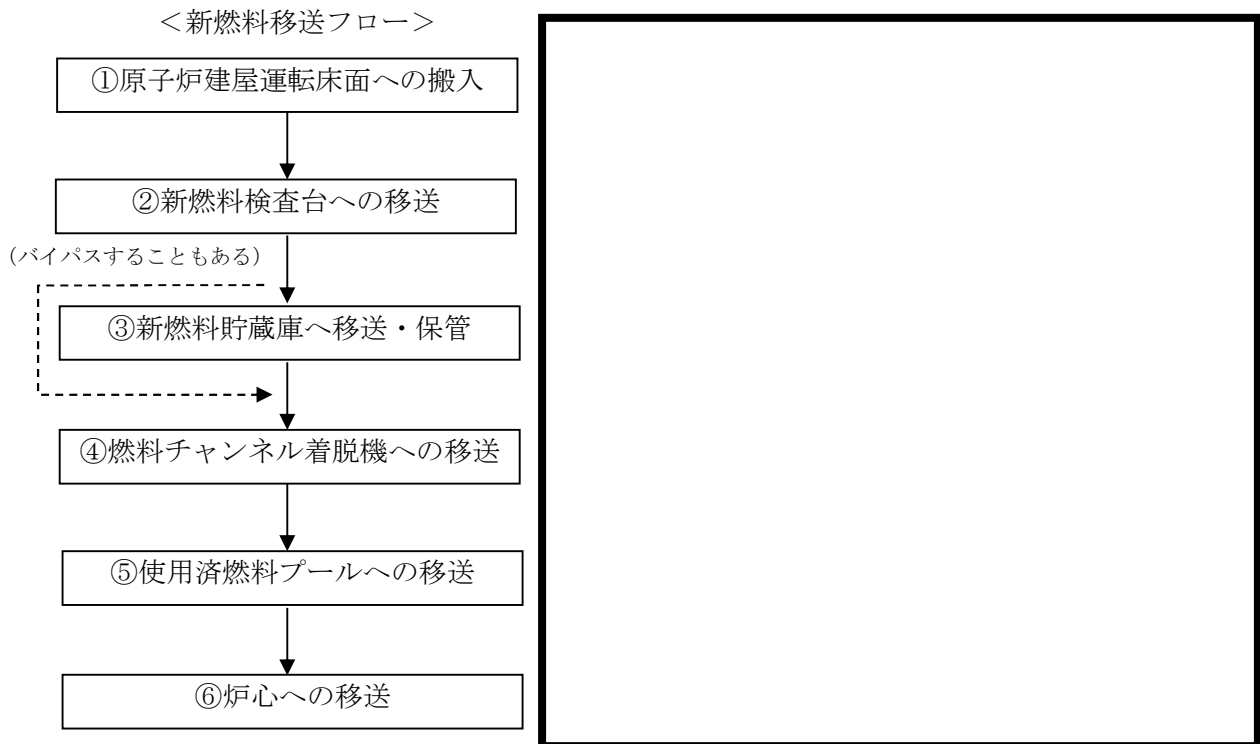 ＜新燃料移送フロー＞
①原子炉建屋運転床面への搬入
②新燃料検査台への移送
（バイパスすることもある）
③新燃料貯蔵庫へ移送・保管
④燃料チャンネル着脱機への移送
⑤使用済燃料プールへの移送
⑥炉心への移送